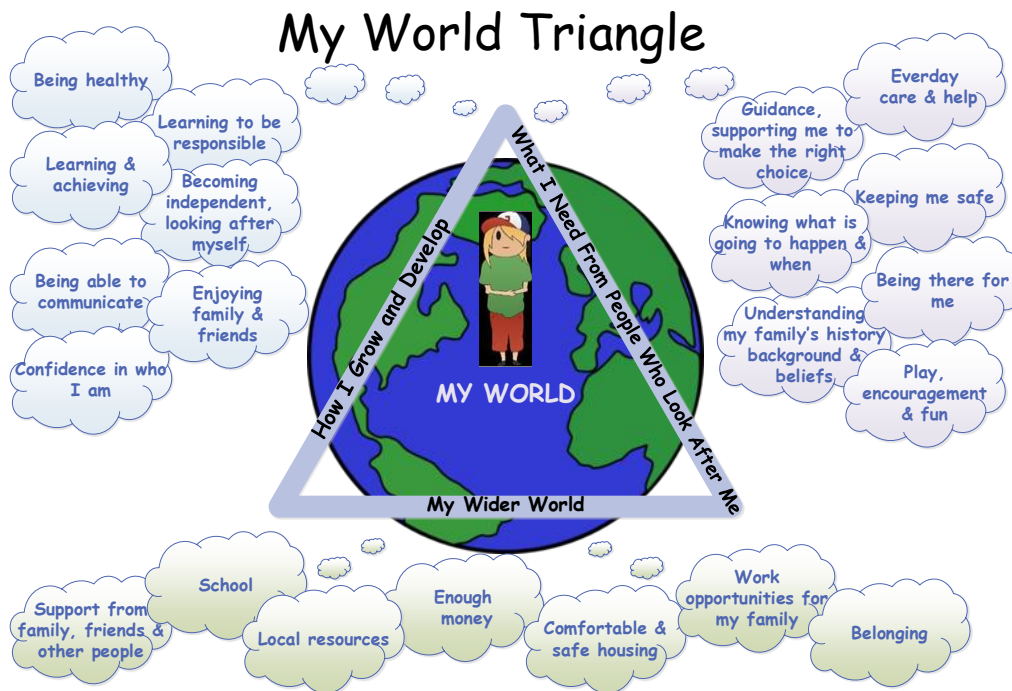 My World Triangle
Being healthy
Learning to be
responsible
Learning &
achieving
Becoming
independent,
looking after
myself
Being able to
communicate
Enjoying
family &
friends
Confidence in who
I am
How I Grow and Develop
MY WORLD
What I Need From People Who Look After Me
Everday
care & help
Guidance,
supporting me to
make the right
choice
Keeping me safe
Knowing what is
going to happen &
when
Being there for
me
Understanding
my family's history
background &
beliefs
Play,
encouragement
& fun
My Wider World
Support from
family, friends &
other people
School
Local resources
Enough
money
Comfortable &
safe housing
Work
opportunities for
my family
Belonging